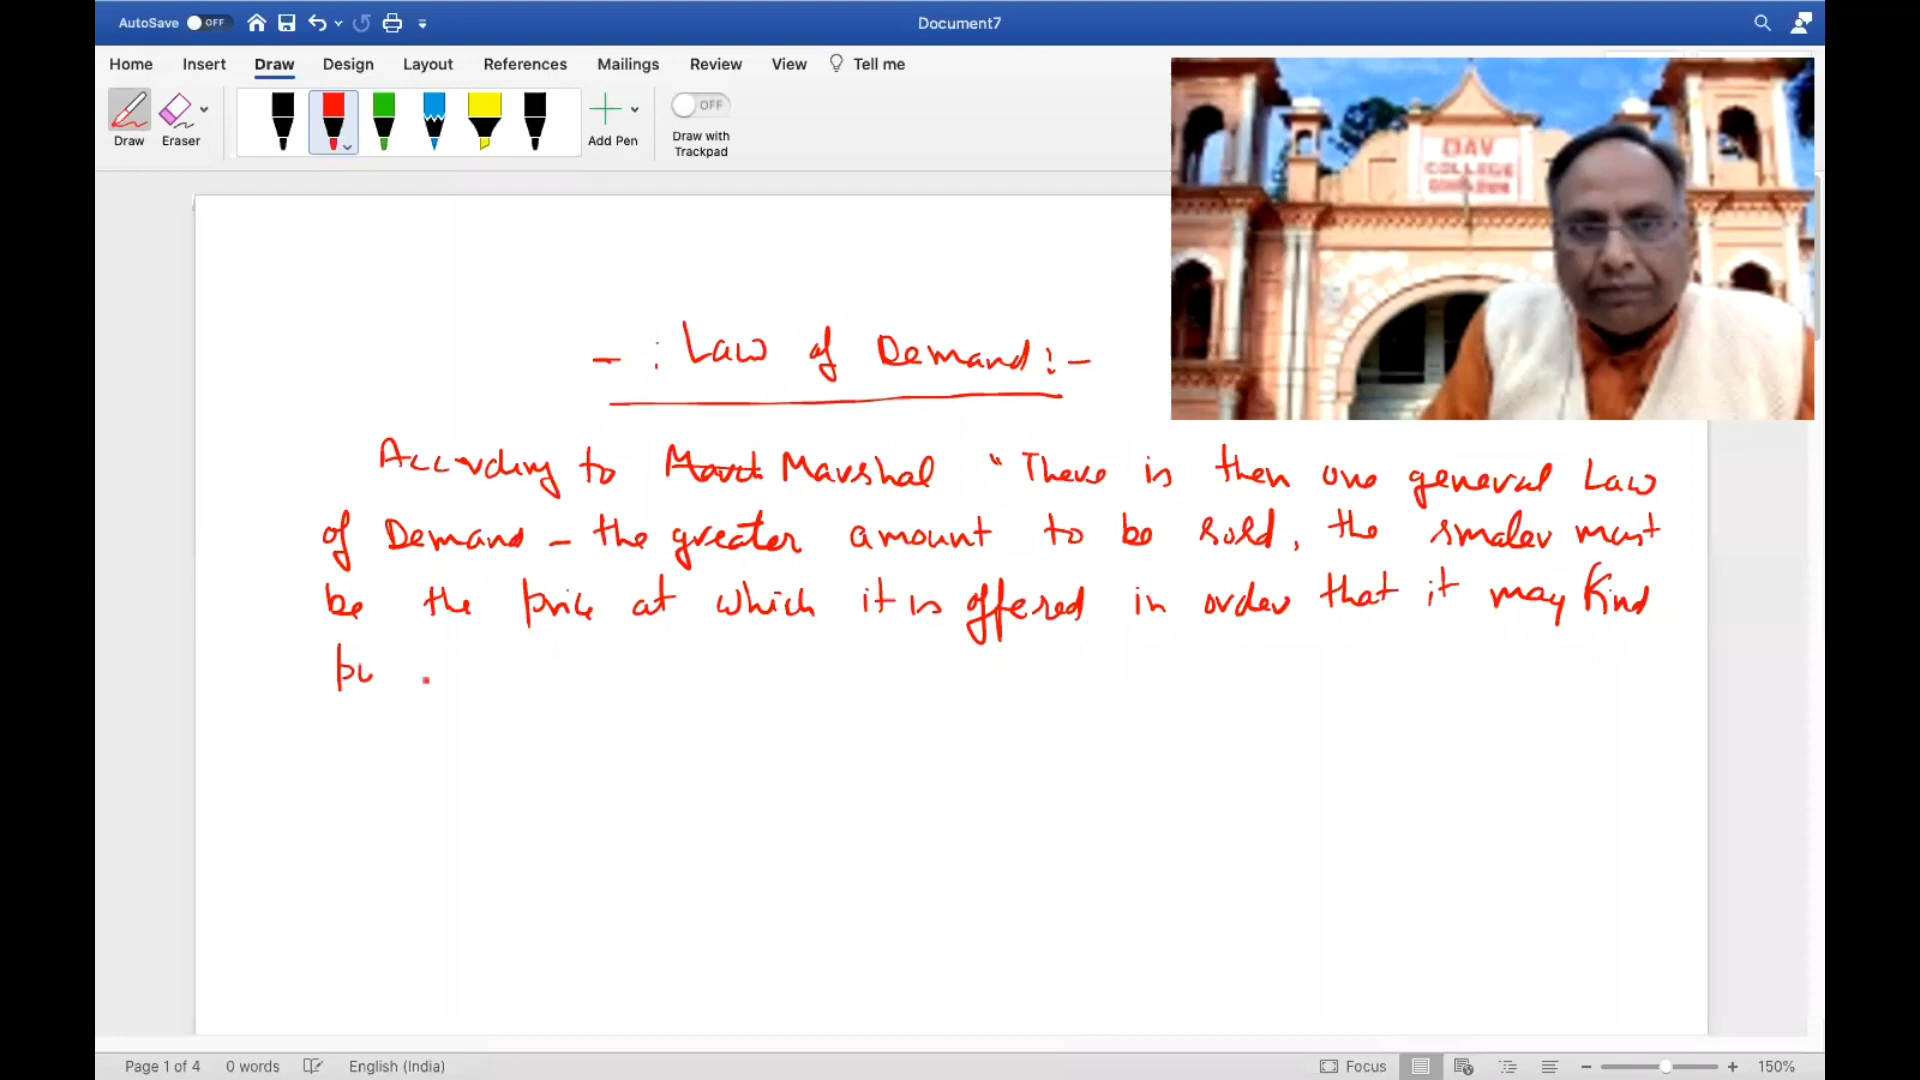 AutoSave OFF Document7
Home Insert Draw Design Layout References Mailings Review View Tell me
Draw Eraser Add Pen OFF Draw with Trackpad
DAV
COLLEGE
- : Law of Demand : -
According to Marshal "There is then one general Law
of Demand - the greater amount to be sold, the smaler must
be the price at which it is offered in order that it may find
pu
Page 1 of 4 0 words English (India) Focus 150%